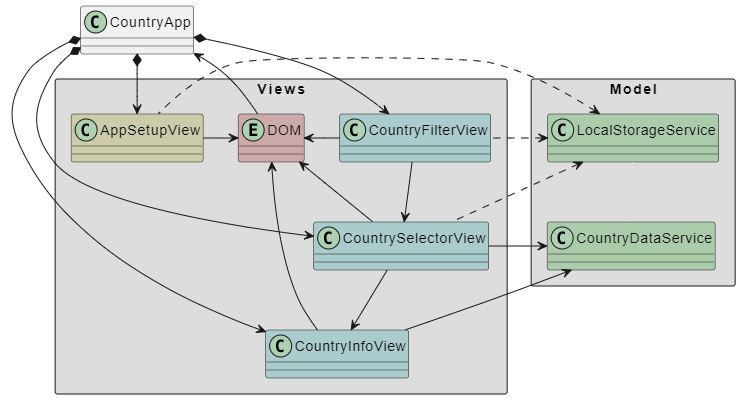 C CountryApp
Views
Model
C AppSetupView
E DOM
C CountryFilterView
C LocalStorageService
C CountrySelectorView
C CountryDataService
C CountryInfoView